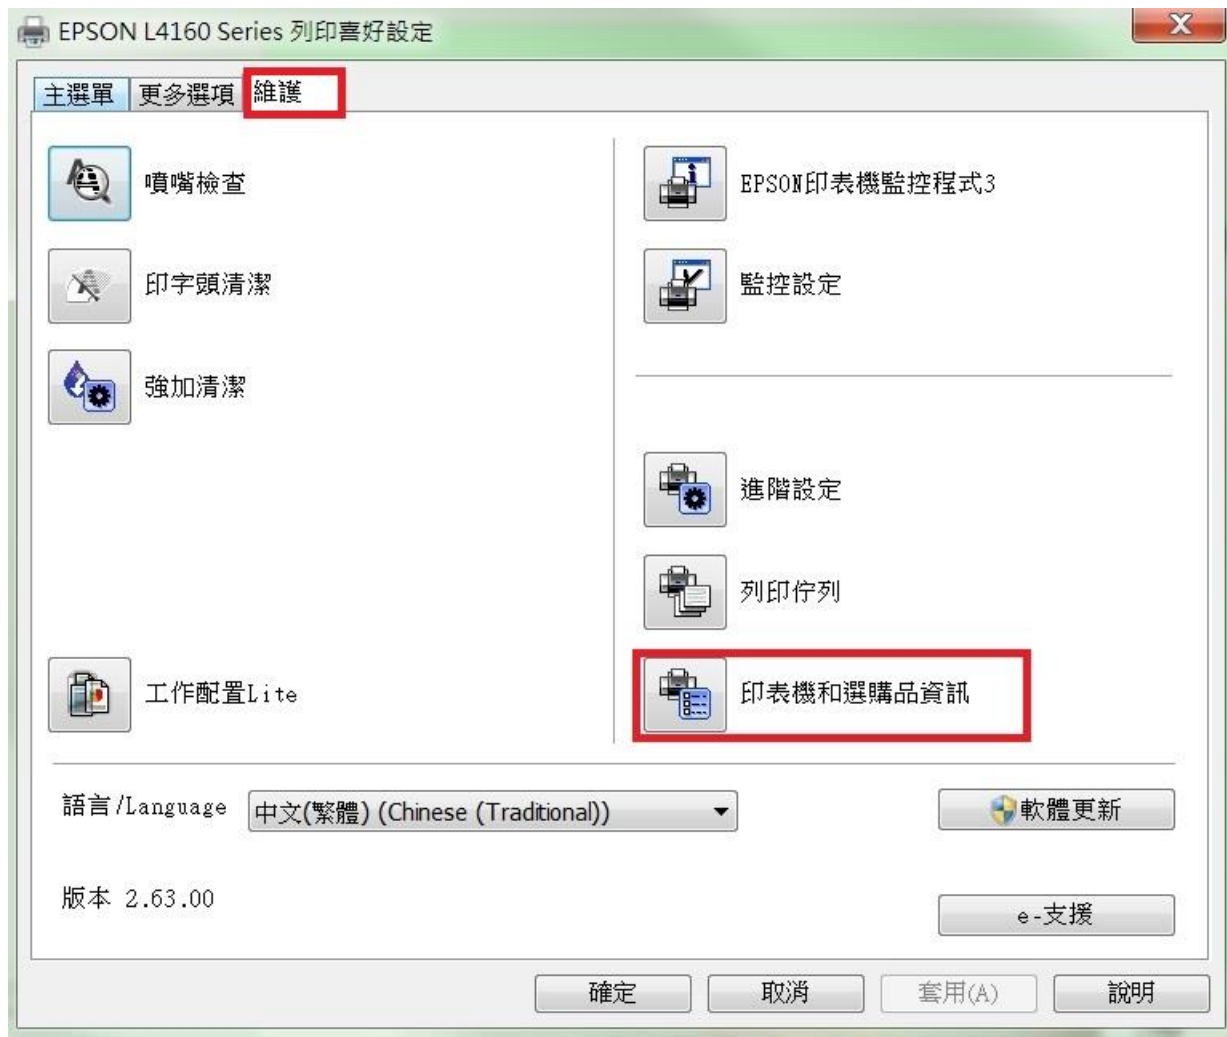 EPSON L4160 Series 列印喜好設定
主選單 更多選項 維護
噴嘴檢查
印字頭清潔
強加清潔
工作配置Lite
EPSON印表機監控程式3
監控設定
進階設定
列印佇列
印表機和選購品資訊
語言/Language 中文(繁體) (Chinese (Traditional))
軟體更新
版本 2.63.00
e-支援
確定 取消 套用(A) 說明